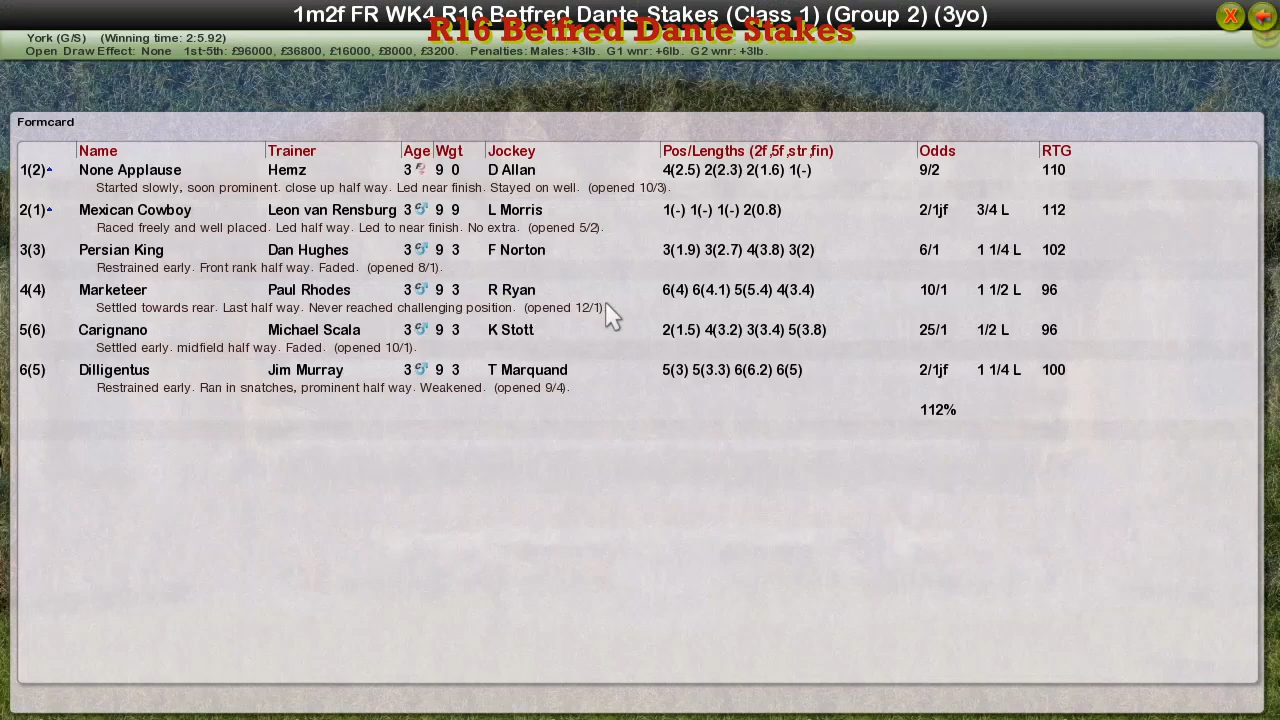 1m2f FR WK4 R16 Betfred Dante Stakes (Class 1) (Group 2) (3yo)
R16 Betfred Dante Stakes
York (G/S) (Winning time: 2:5.92)
Open Draw Effect: None 1st-5th: £96000, £36800, £16000, £8000, £3200. Penalties: Males: +3lb. G1 wnr: +6lb. G2 wnr: +3lb.
Formcard
Name Trainer Age Wgt Jockey Pos/Lengths (2f,5f,str,fin) Odds RTG
1(2) None Applause Hemz 3 9 0 D Allan 4(2.5) 2(2.3) 2(1.6) 1(-) 9/2 110
Started slowly, soon prominent. close up half way. Led near finish. Stayed on well. (opened 10/3).
2(1) Mexican Cowboy Leon van Rensburg 3 9 9 L Morris 1(-) 1(-) 1(-) 2(0.8) 2/1jf 3/4 L 112
Raced freely and well placed. Led half way. Led to near finish. No extra. (opened 5/2).
3(3) Persian King Dan Hughes 3 9 3 F Norton 3(1.9) 3(2.7) 4(3.8) 3(2) 6/1 1 1/4 L 102
Restrained early. Front rank half way. Faded. (opened 8/1).
4(4) Marketeer Paul Rhodes 3 9 3 R Ryan 6(4) 6(4.1) 5(5.4) 4(3.4) 10/1 1 1/2 L 96
Settled towards rear. Last half way. Never reached challenging position. (opened 12/1)
5(6) Carignano Michael Scala 3 9 3 K Stott 2(1.5) 4(3.2) 3(3.4) 5(3.8) 25/1 1/2 L 96
Settled early. midfield half way. Faded. (opened 10/1).
6(5) Dilligentus Jim Murray 3 9 3 T Marquand 5(3) 5(3.3) 6(6.2) 6(5) 2/1jf 1 1/4 L 100
Restrained early. Ran in snatches, prominent half way. Weakened. (opened 9/4).
112%